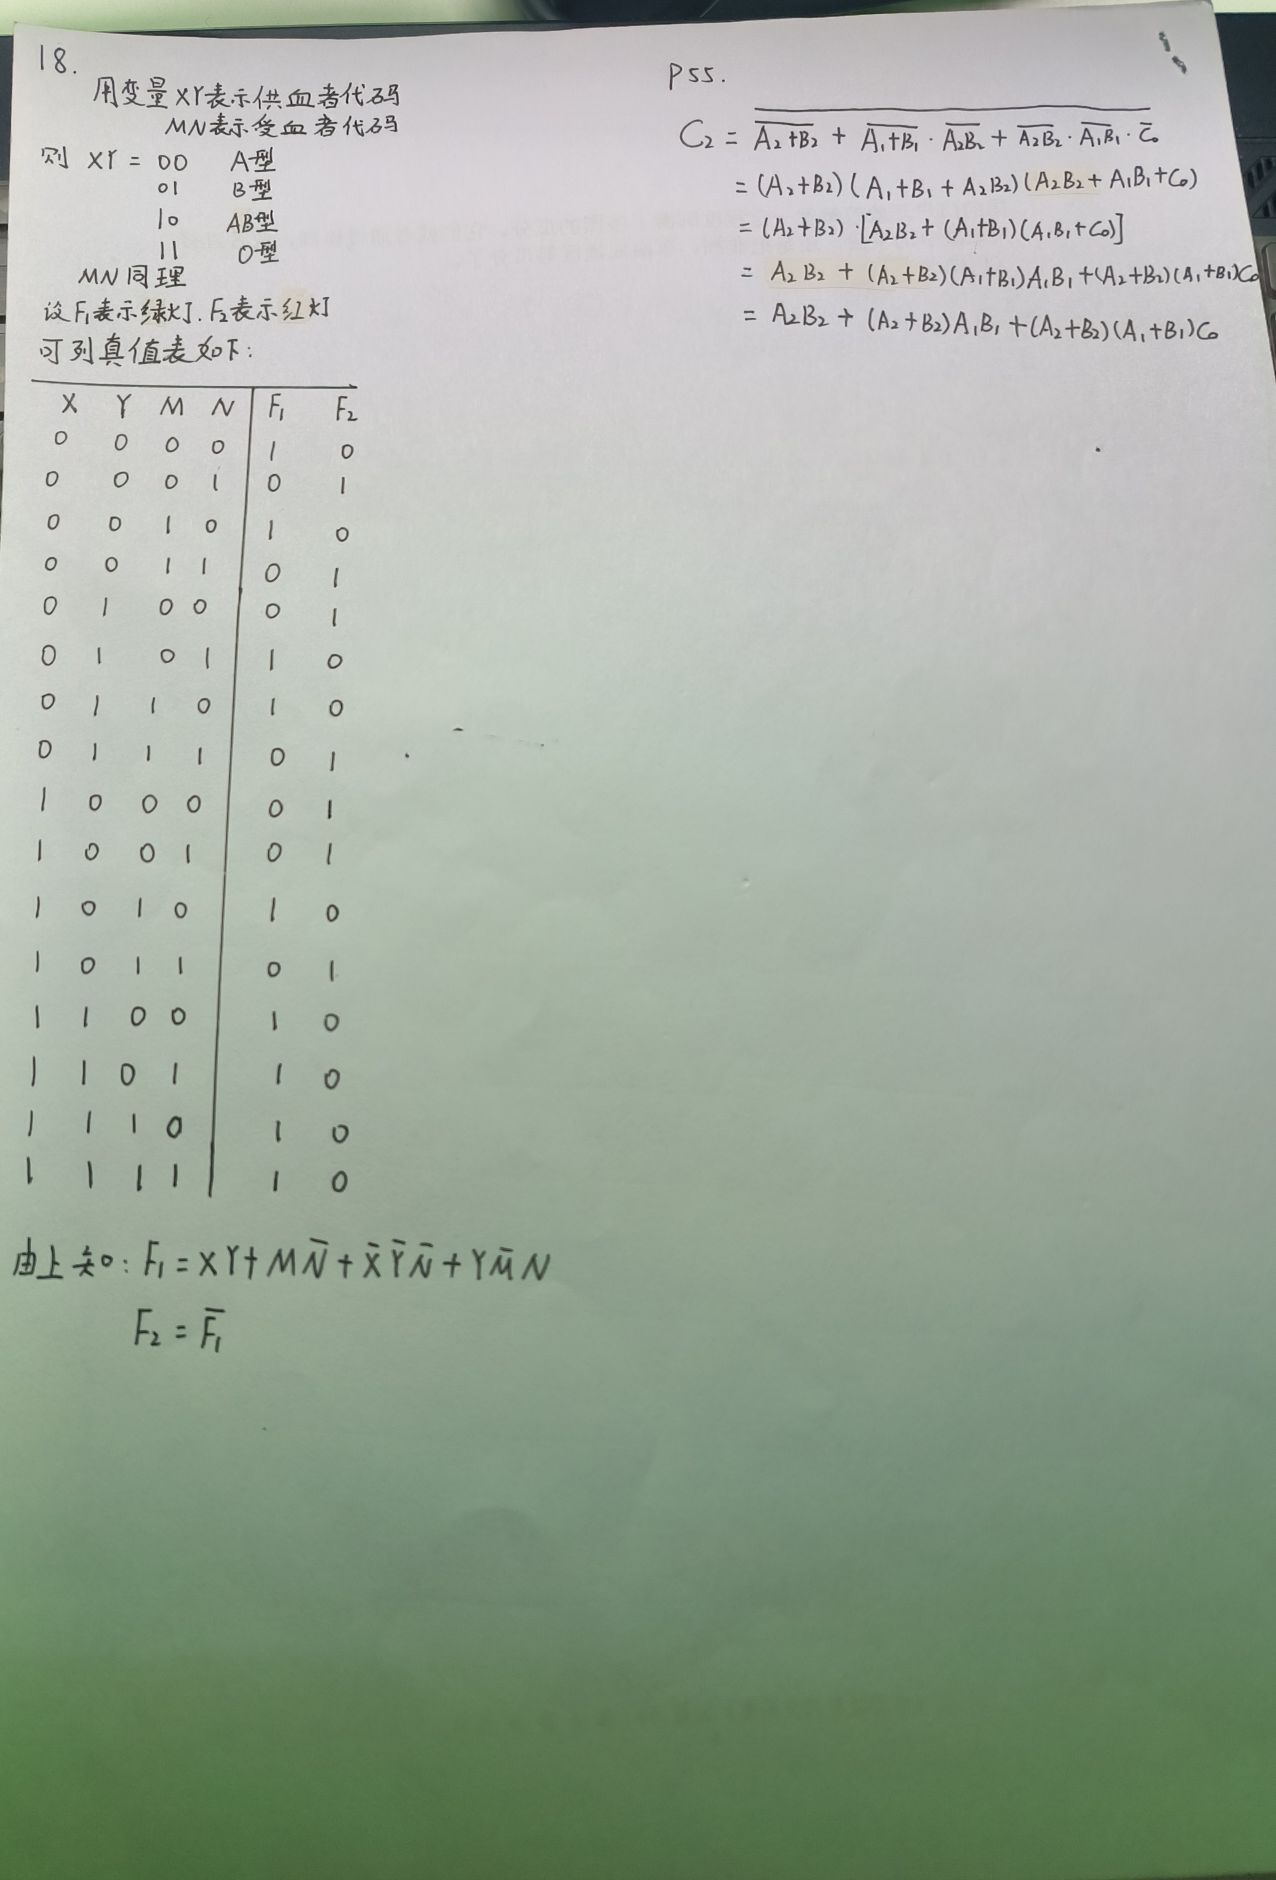 18.
用变量XY表示供血者代码
MN表示受血者代码
则 XY = 00 A型
01 B型
10 AB型
11 O型
MN同理
设F₁表示绿灯. F₂表示红灯
可列真值表如下:
X Y M N F₁ F₂
0 0 0 0 1 0
0 0 0 1 0 1
0 0 1 0 1 0
0 0 1 1 0 1
0 1 0 0 0 1
0 1 0 1 1 0
0 1 1 0 1 0
0 1 1 1 0 1
1 0 0 0 0 1
1 0 0 1 0 1
1 0 1 0 1 0
1 0 1 1 0 1
1 1 0 0 1 0
1 1 0 1 1 0
1 1 1 0 1 0
1 1 1 1 1 0
由上知: F₁ = XY + MN̅ + X̅Y̅N̅ + YM̅N
F₂ = F̅₁
P55.
C₂ = \overline{\overline{A₂+B₂} + \overline{A₁+B₁} · \overline{A₂B₂} + \overline{A₂B₂} · \overline{A₁B₁} · \overline{C₀}}
= (A₂+B₂)(A₁+B₁+A₂B₂)(A₂B₂+A₁B₁+C₀)
= (A₂+B₂)·[A₂B₂+(A₁+B₁)(A₁B₁+C₀)]
= A₂B₂ + (A₂+B₂)(A₁+B₁)A₁B₁+(A₂+B₂)(A₁+B₁)C₀
= A₂B₂ + (A₂+B₂)A₁B₁+(A₂+B₂)(A₁+B₁)C₀